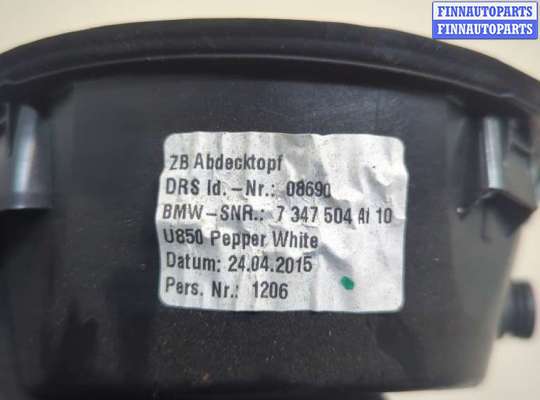 FINNAUTOPARTS
FINNAUTOPARTS
ZB Abdecktopf
DRS Id.-Nr.: 08690
BMW-SNR.: 7 347 504 AI 10
U850 Pepper White
Datum: 24.04.2015
Pers. Nr.: 1206